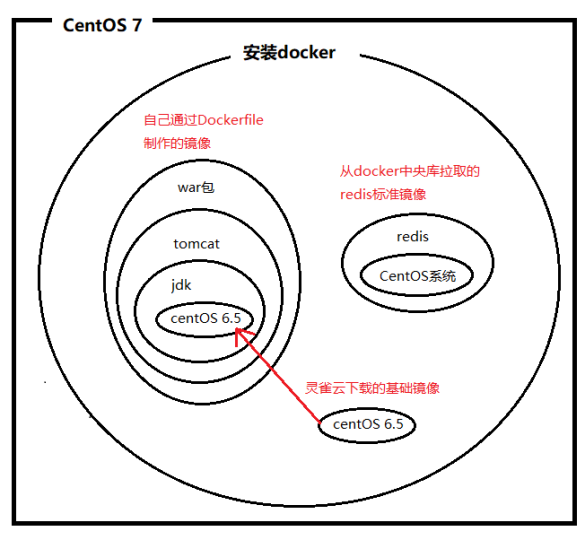 CentOS 7
安装docker
自己通过Dockerfile
制作的镜像
从docker中央库拉取的
redis标准镜像
war包
tomcat
redis
jdk
CentOS系统
centOS 6.5
灵雀云下载的基础镜像
centOS 6.5